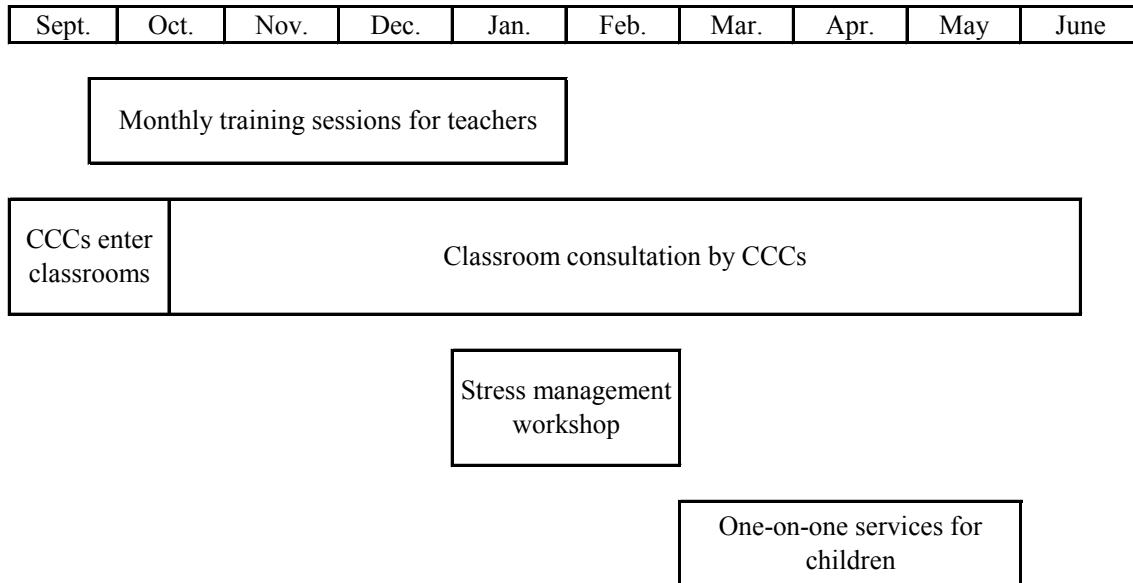 Sept. Oct. Nov. Dec. Jan. Feb. Mar. Apr. May June
Monthly training sessions for teachers
CCCs enter
classrooms
Classroom consultation by CCCs
Stress management
workshop
One-on-one services for
children